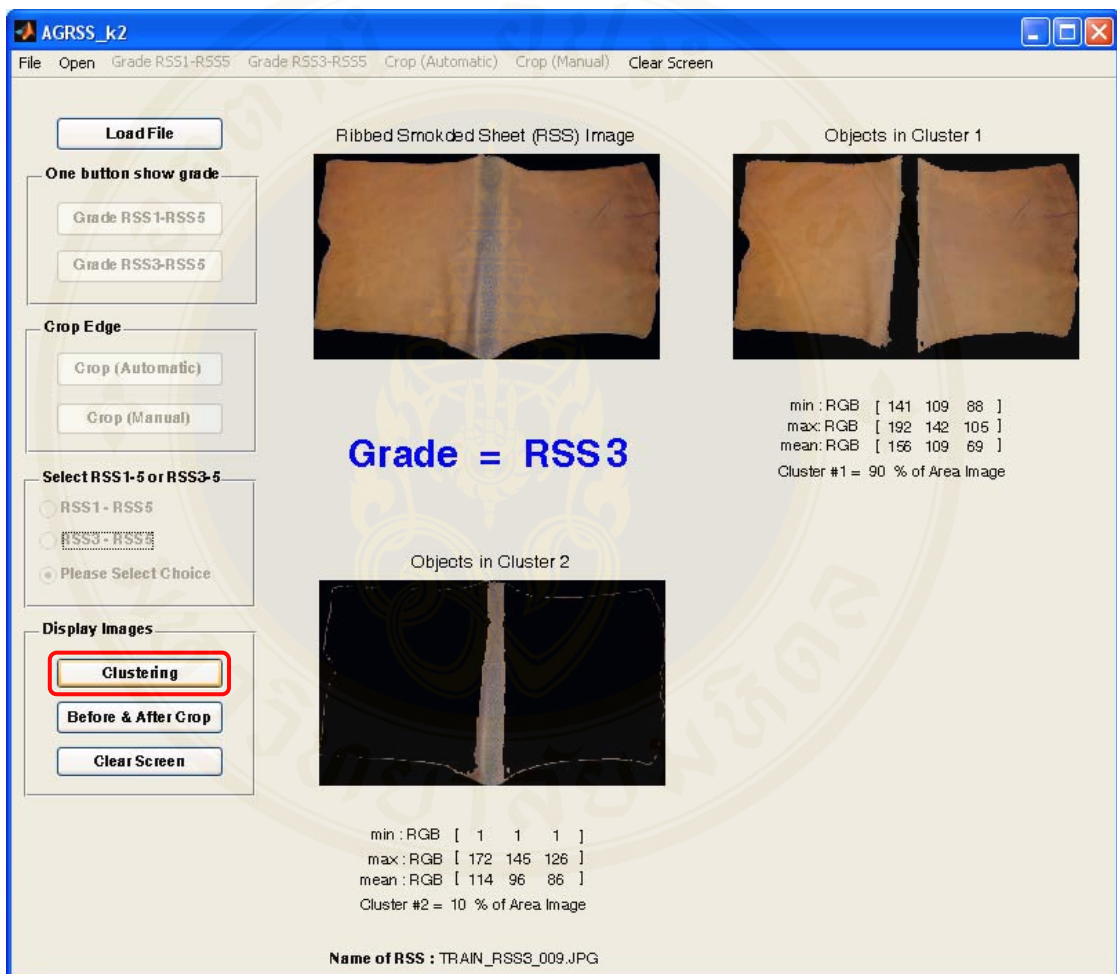 AGRSS_k2
File Open Grade RSS1-RSS5 Grade RSS3-RSS5 Crop (Automatic) Crop (Manual) Clear Screen
Load File
One button show grade
Grade RSS1-RSS5
Grade RSS3-RSS5
Crop Edge
Crop (Automatic)
Crop (Manual)
Select RSS1-5 or RSS3-5
RSS1 - RSS5
RSS3 - RSS5
Please Select Choice
Display Images
Clustering
Before & After Crop
Clear Screen
Ribbed Smokded Sheet (RSS) Image
Objects in Cluster 1
min : RGB [ 141 109 88 ]
max: RGB [ 192 142 105 ]
mean: RGB [ 156 109 69 ]
Cluster #1 = 90 % of Area Image
Grade = RSS3
Objects in Cluster 2
min : RGB [ 1 1 1 ]
max : RGB [ 172 145 126 ]
mean : RGB [ 114 96 86 ]
Cluster #2 = 10 % of Area Image
Name of RSS : TRAIN_RSS3_009.JPG